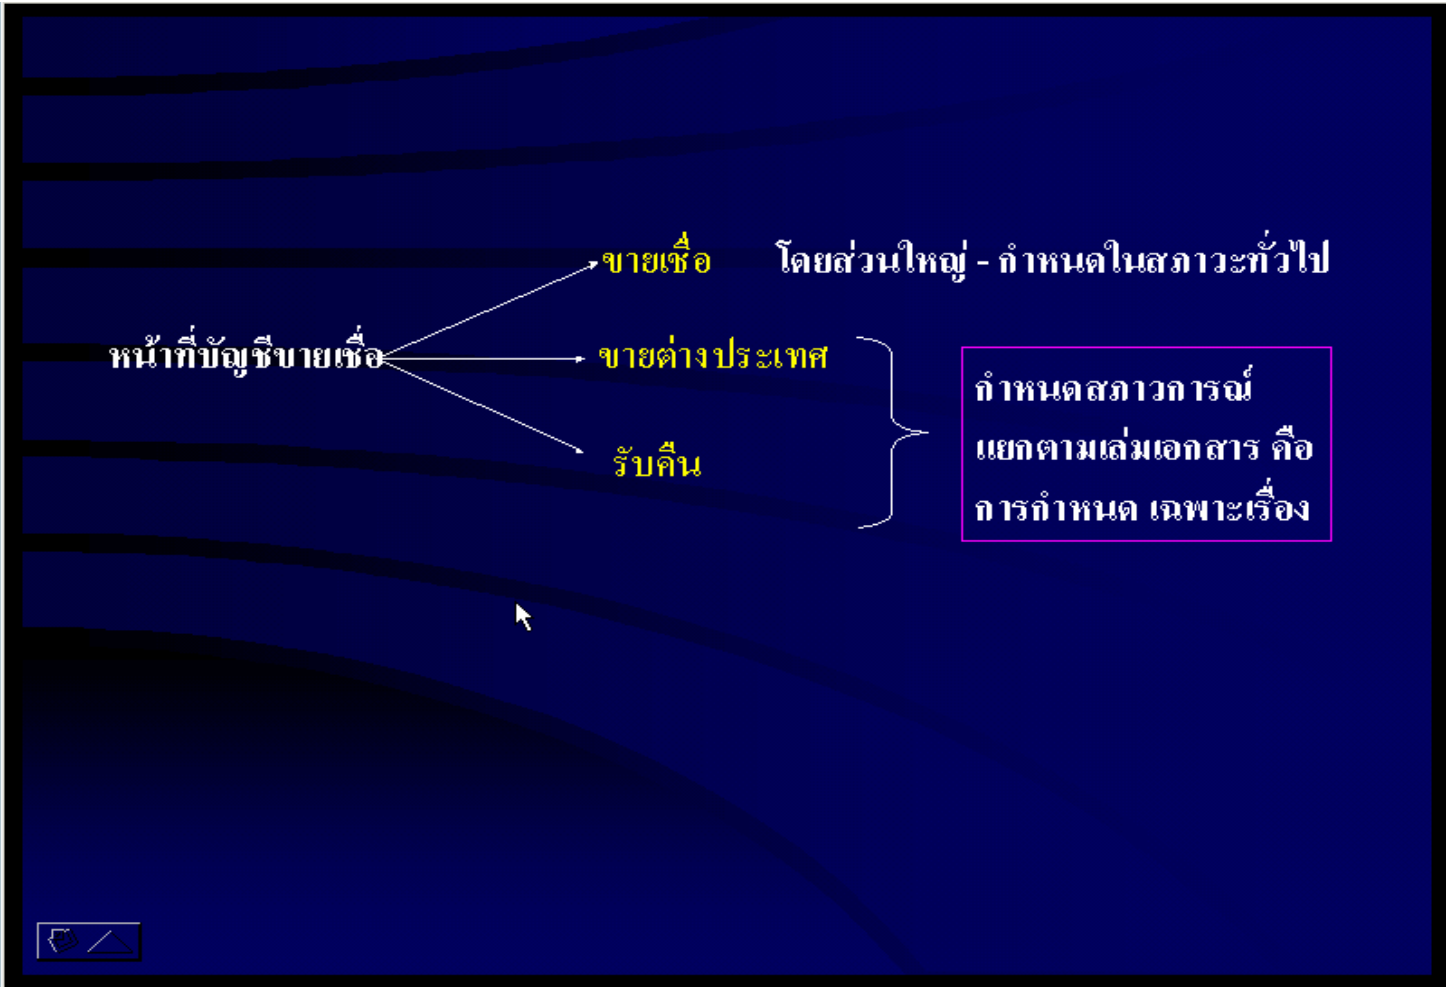 ขายเชื่อ โดยส่วนใหญ่ - กำหนดในสภาวะทั่วไป
หน้าที่บัญชีขายเชื่อ ขายต่างประเทศ
รับคืน
กำหนดสภาวการณ์
แยกตามเล่มเอกสาร คือ
การกำหนด เฉพาะเรื่อง